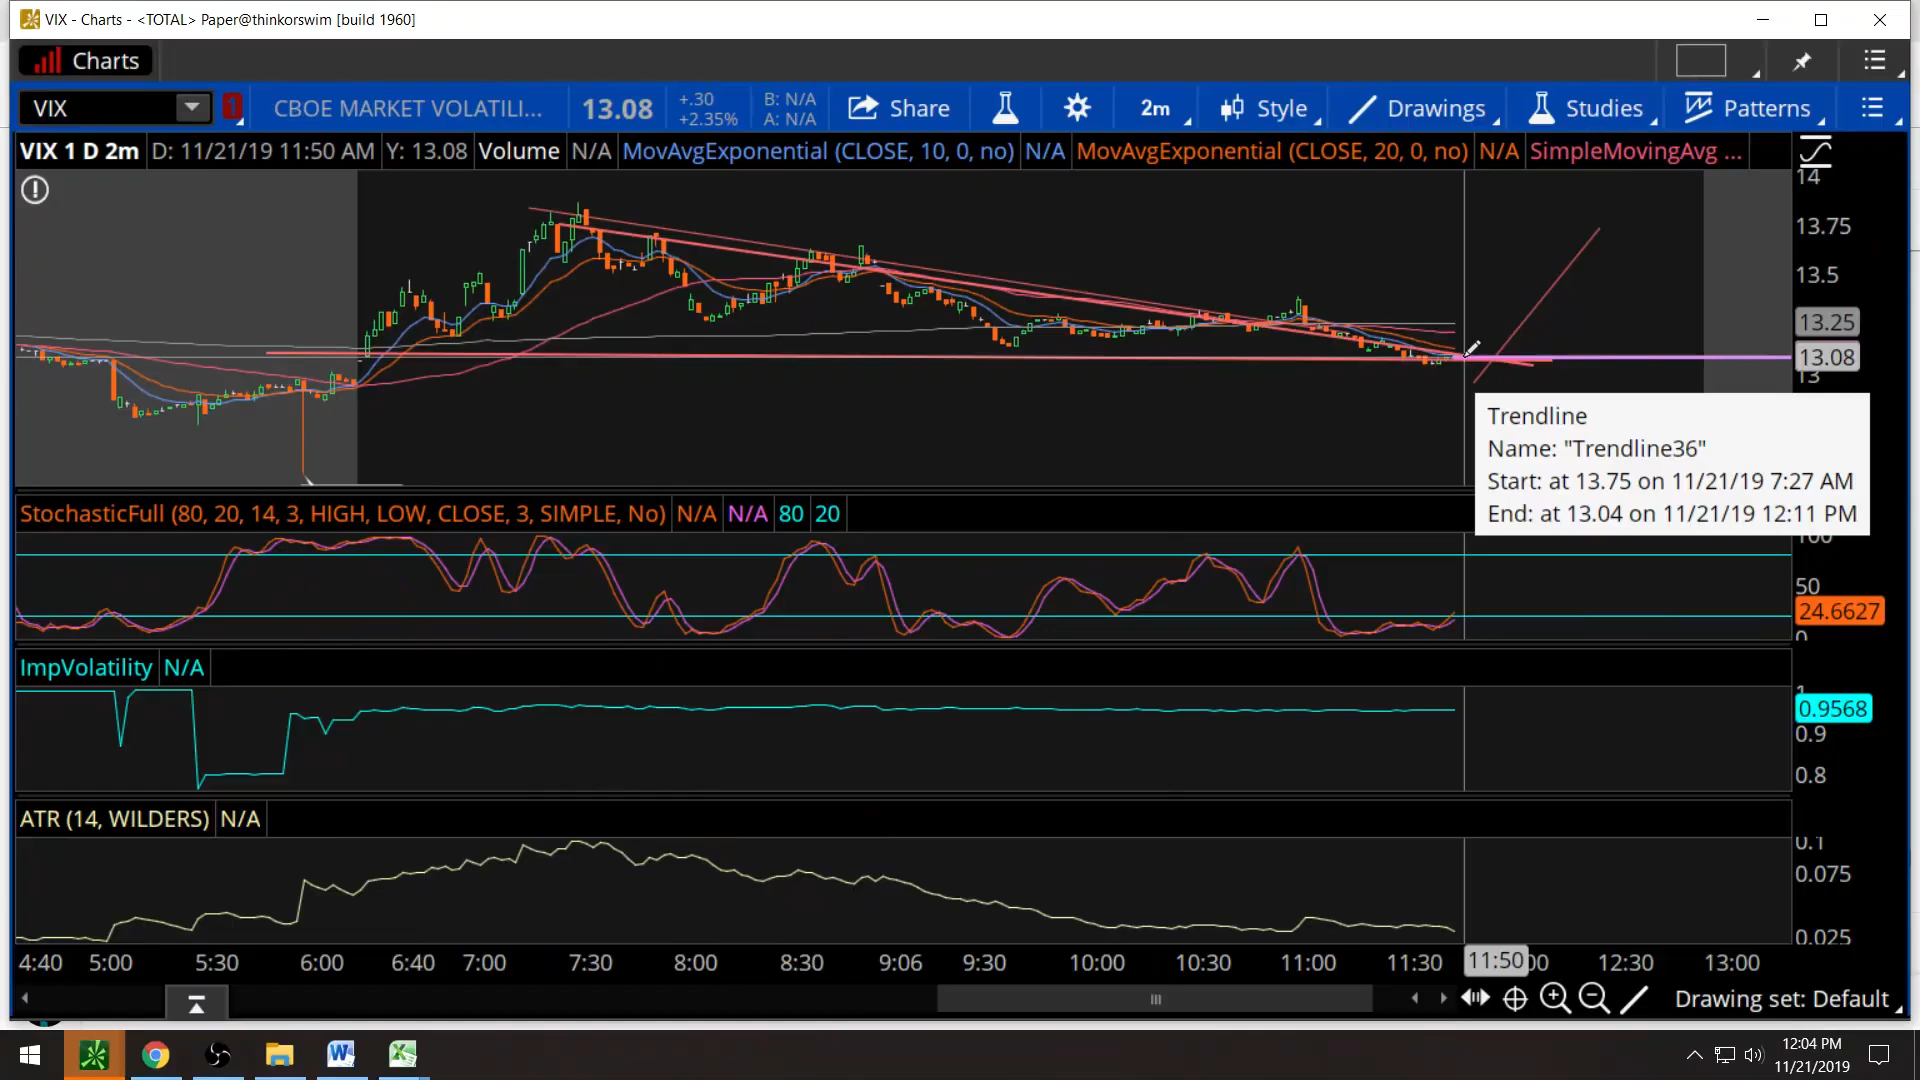 VIX - Charts - <TOTAL> Paper@thinkorswim [build 1960]
Charts
VIX
1
CBOE MARKET VOLATILI...
13.08
+.30
+2.35%
B: N/A
A: N/A
Share
2m
Style
Drawings
Studies
Patterns
VIX 1 D 2m D: 11/21/19 11:50 AM Y: 13.08 Volume N/A MovAvgExponential (CLOSE, 10, 0, no) N/A MovAvgExponential (CLOSE, 20, 0, no) N/A SimpleMovingAvg ...
14
13.75
13.5
13.25
13.08
13
Trendline
Name: "Trendline36"
Start: at 13.75 on 11/21/19 7:27 AM
End: at 13.04 on 11/21/19 12:11 PM
StochasticFull (80, 20, 14, 3, HIGH, LOW, CLOSE, 3, SIMPLE, No) N/A N/A 80 20
100
50
24.6627
0
ImpVolatility N/A
1
0.9568
0.9
0.8
ATR (14, WILDERS) N/A
0.1
0.075
0.025
4:40 5:00 5:30 6:00 6:40 7:00 7:30 8:00 8:30 9:06 9:30 10:00 10:30 11:00 11:30 11:50 00 12:30 13:00
Drawing set: Default
12:04 PM
11/21/2019